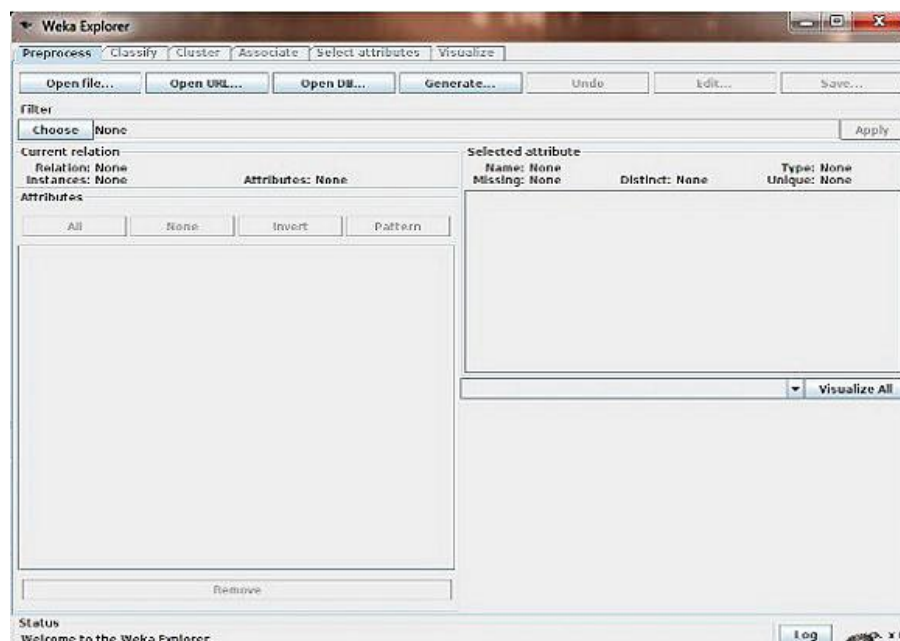 Weka Explorer
Preprocess Classify Cluster Associate Select attributes Visualize
Open file... Open URL... Open DB... Generate... Undo Edit... Save...
Filter
Choose None Apply
Current relation
Relation: None
Instances: None Attributes: None
Attributes
All None Invert Pattern
Remove
Selected attribute
Name: None Type: None
Missing: None Distinct: None Unique: None
Visualize All
Status
Welcome to the Weka Explorer
Log x